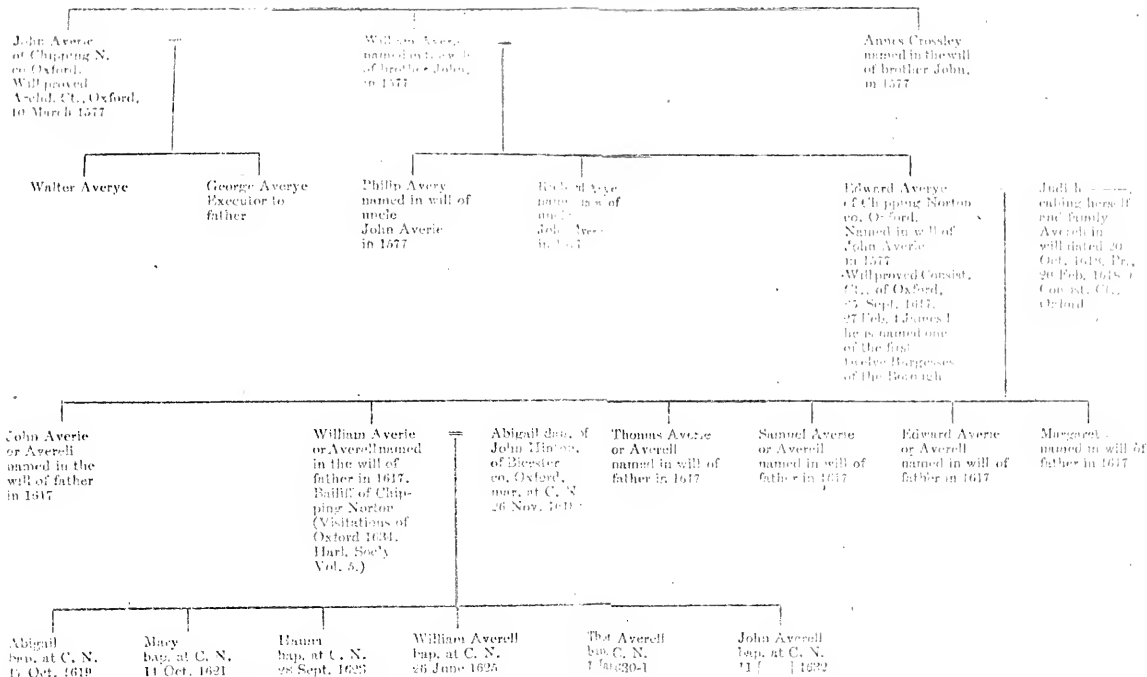 John Averie
of Chipping N.
co Oxford.
Will proved
Archd. Ct., Oxford,
10 March 1577
William
named
of brother John,
in 1577
Annes Crossley
named in the will
of brother John,
in 1577
Walter Averye
George Averye
Executor to
father
Philip Avery
named in will of
uncle
John Averie
in 1577
of
uncle
John
in
Edward Averye
of Chipping Norton
co. Oxford.
Named in will of
John Averie
in 1577
Will proved Consist.
Ct., of Oxford,
25 Sept. 1617.
27 Feb. 4 James I
he is named one
of the first
twelve Burgesses
of the Borough
calling herself
and family
Averell in
will dated 20
Oct. 1618. Pr.,
20 Feb. 1618
Consist. Ct.,
Oxford
John Averie
or Averell
named in the
will of father
in 1617
William Averie
or Averell named
in the will of
father in 1617.
Bailiff of Chip-
ping Norton
(Visitations of
Oxford 1634.
Harl. Soc'y
Vol. 5.)
Abigail dau. of
John Hinton,
of Bicester
co. Oxford,
mar. at C. N.
26 Nov.
Thomas Averie
or Averell
named in will of
father in 1617
Samuel Averie
or Averell
named in will of
father in 1617
Edward Averie
or Averell
named in will of
father in 1617
Margaret
named in will of
father in 1617
Abigail
bap. at C. N.
Oct. 1619
Mary
bap. at C. N.
11 Oct. 1621
Hanna
bap. at C. N.
28 Sept. 1623
William Averell
bap. at C. N.
26 June 1625
Averell
C. N.
John Averell
bap. at C. N.
1632